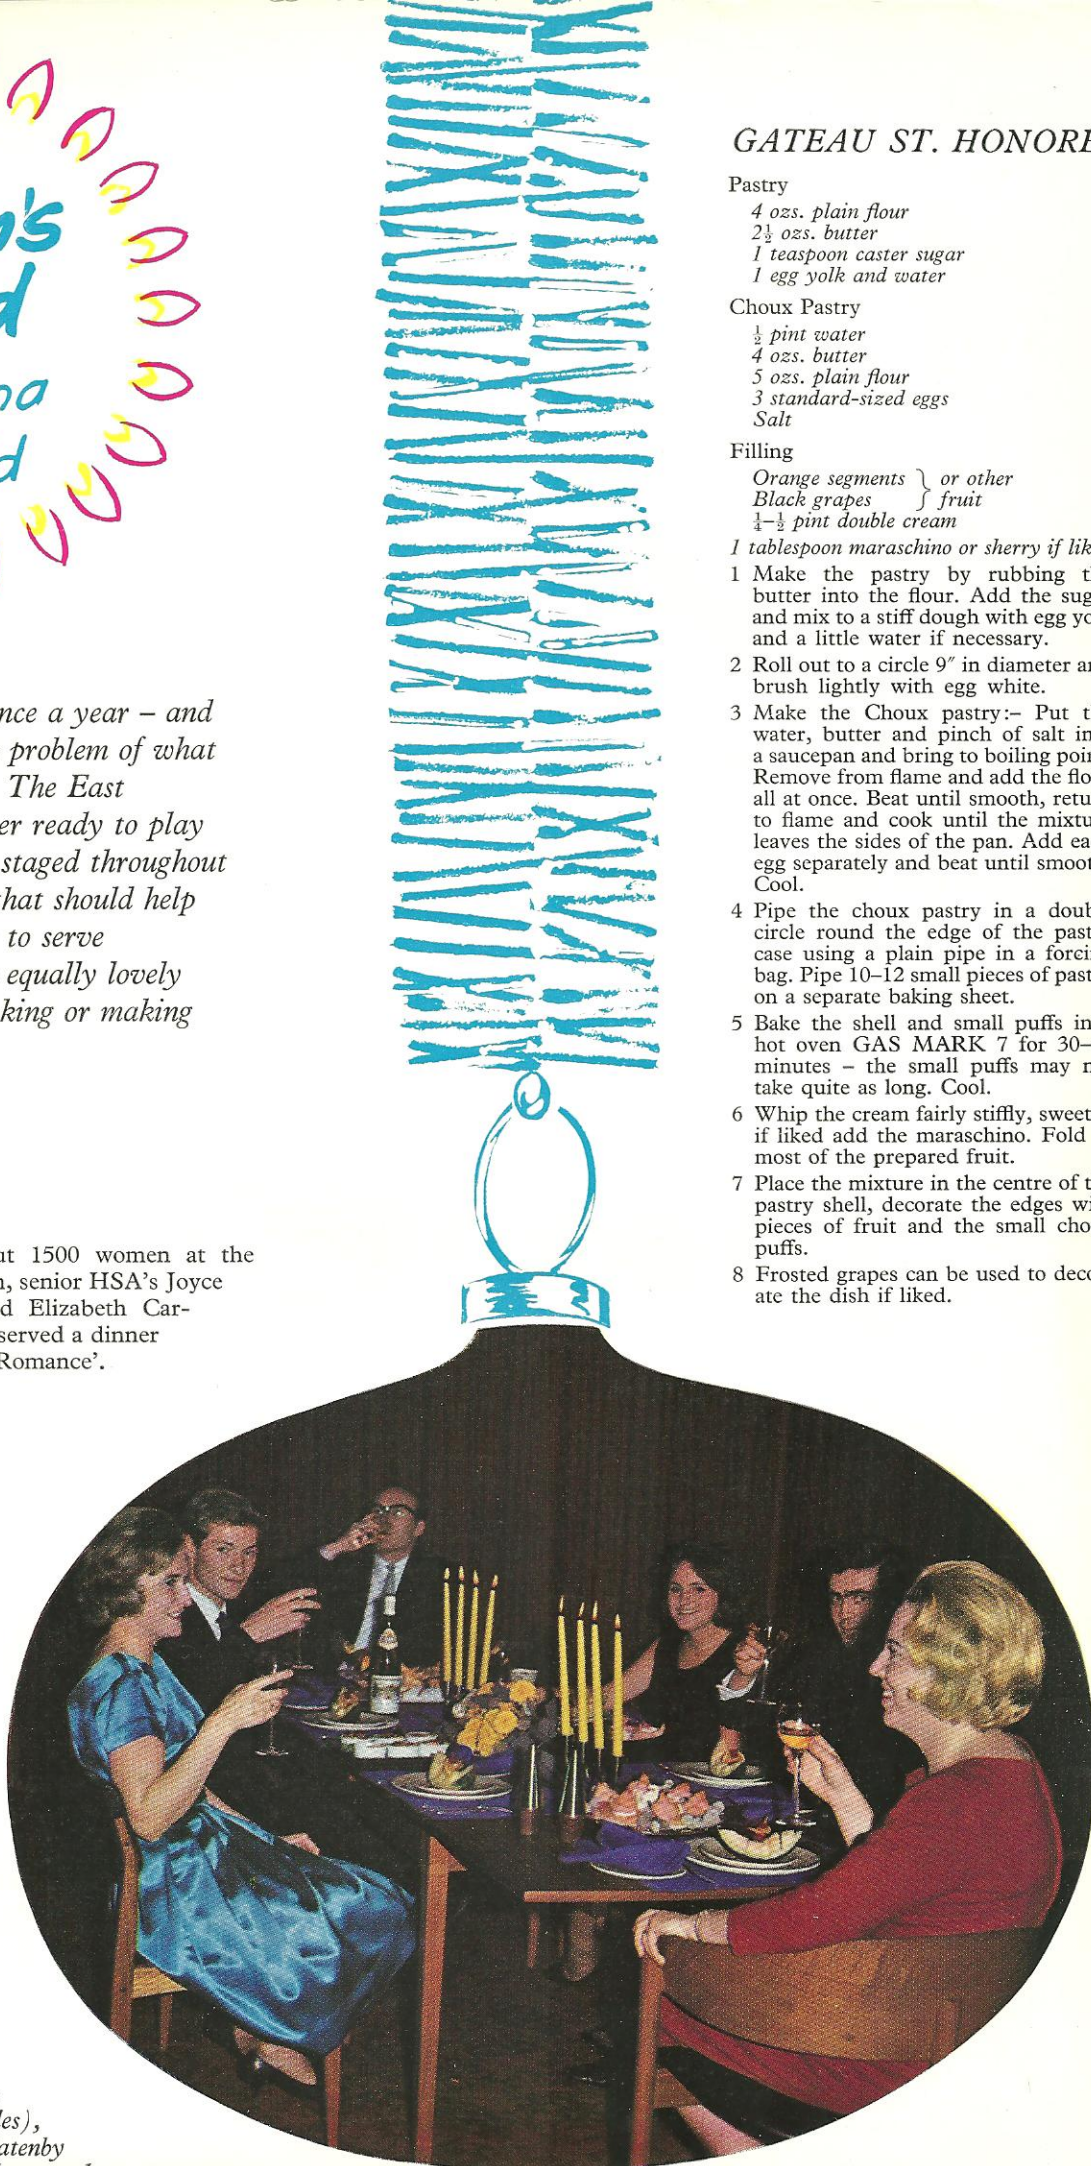 's
d
na
d
nce a year – and
problem of what
The East
er ready to play
staged throughout
hat should help
to serve
equally lovely
king or making
ut 1500 women at the
, senior HSA's Joyce
d Elizabeth Car-
served a dinner
Romance'.
les),
atenby
GATEAU ST. HONORE
Pastry
4 ozs. plain flour
2½ ozs. butter
1 teaspoon caster sugar
1 egg yolk and water
Choux Pastry
½ pint water
4 ozs. butter
5 ozs. plain flour
3 standard-sized eggs
Salt
Filling
Orange segments } or other
Black grapes } fruit
¼–½ pint double cream
1 tablespoon maraschino or sherry if lik
1 Make the pastry by rubbing t
butter into the flour. Add the sug
and mix to a stiff dough with egg yo
and a little water if necessary.
2 Roll out to a circle 9″ in diameter a
brush lightly with egg white.
3 Make the Choux pastry:– Put t
water, butter and pinch of salt in
a saucepan and bring to boiling poi
Remove from flame and add the flo
all at once. Beat until smooth, retu
to flame and cook until the mixtu
leaves the sides of the pan. Add ea
egg separately and beat until smoot
Cool.
4 Pipe the choux pastry in a doub
circle round the edge of the past
case using a plain pipe in a forci
bag. Pipe 10–12 small pieces of past
on a separate baking sheet.
5 Bake the shell and small puffs in
hot oven GAS MARK 7 for 30–
minutes – the small puffs may n
take quite as long. Cool.
6 Whip the cream fairly stiffly, sweet
if liked add the maraschino. Fold
most of the prepared fruit.
7 Place the mixture in the centre of t
pastry shell, decorate the edges wi
pieces of fruit and the small cho
puffs.
8 Frosted grapes can be used to deco
ate the dish if liked.